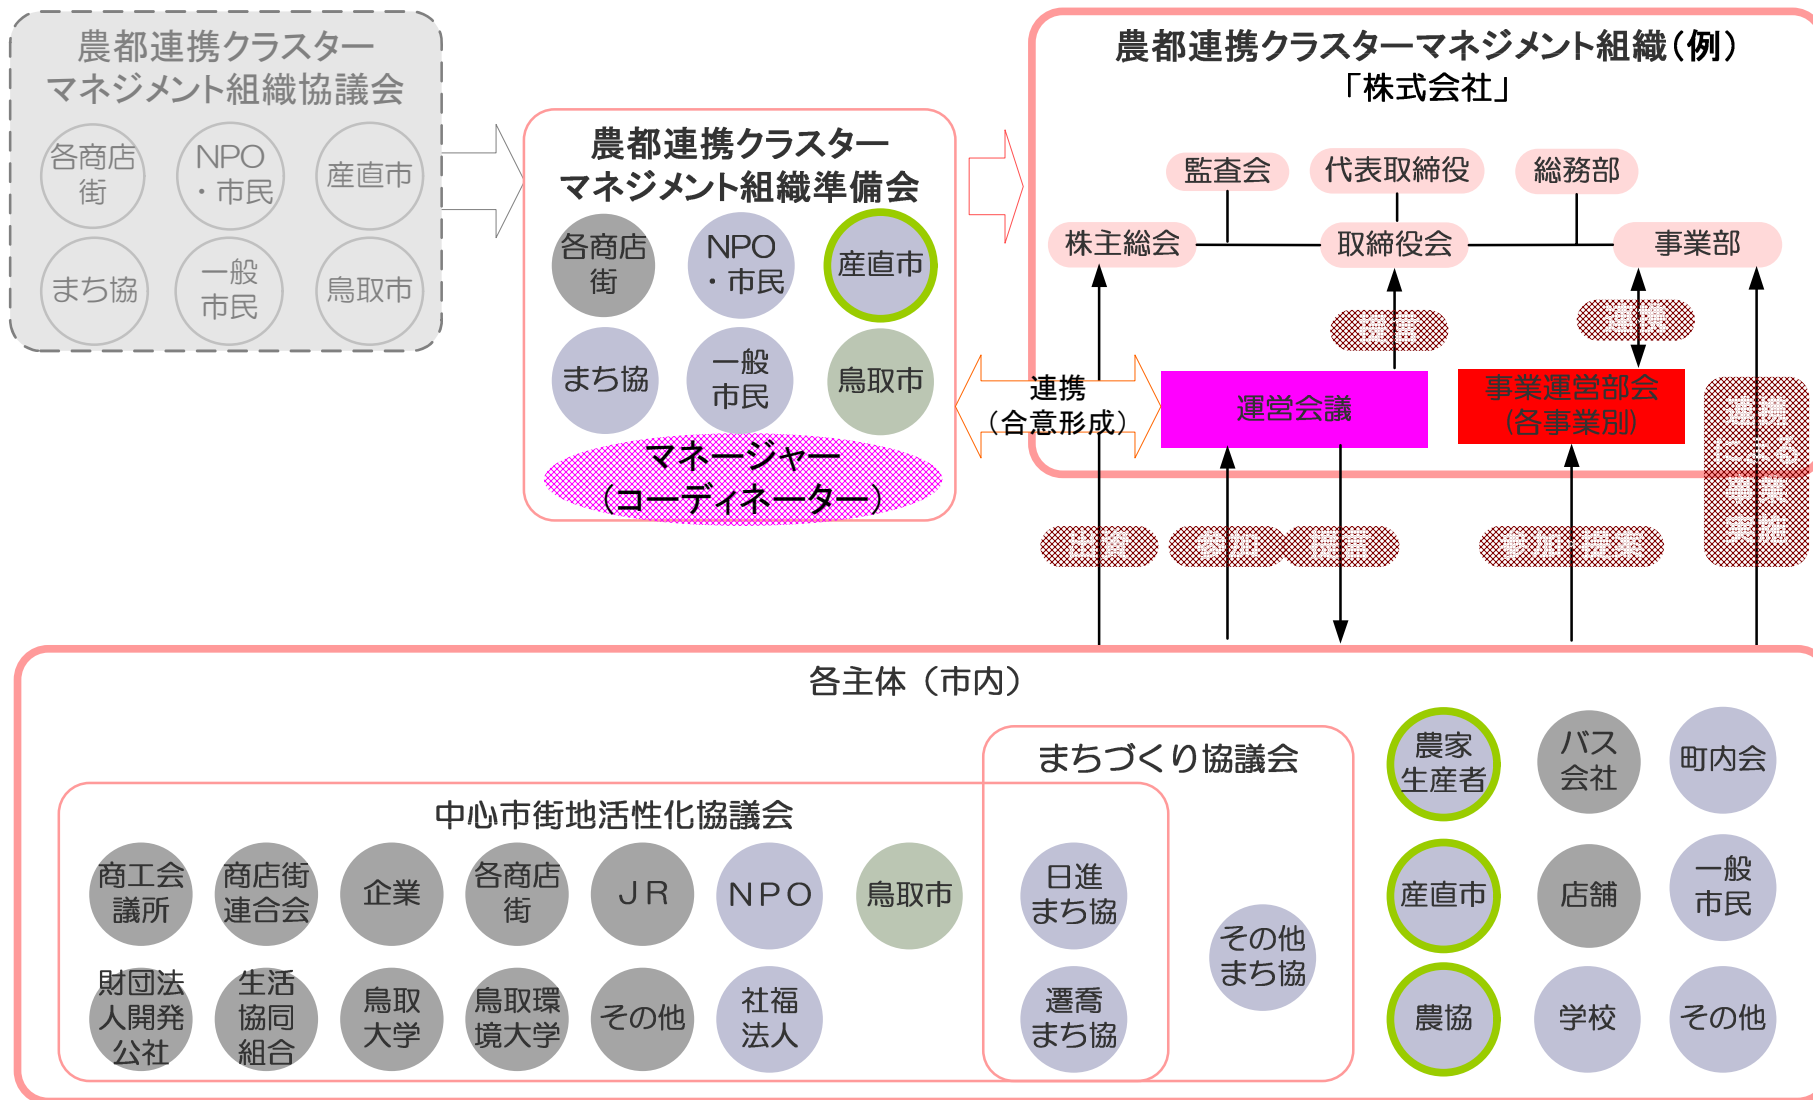 農都連携クラスター
マネジメント組織協議会
各商店
街
NPO
・市民
産直市
まち協
一般
市民
鳥取市
農都連携クラスター
マネジメント組織準備会
各商店
街
NPO
・市民
産直市
まち協
一般
市民
鳥取市
マネージャー
（コーディネーター）
農都連携クラスターマネジメント組織（例）
「株式会社」
監査会
代表取締役
総務部
株主総会
取締役会
事業部
提言
連携
連携
（合意形成）
運営会議
事業運営部会
(各事業別)
連携
による
事業
実施
出資
参加
提言
参加・提案
各主体（市内）
まちづくり協議会
中心市街地活性化協議会
商工会
議所
商店街
連合会
企業
各商店
街
ＪＲ
ＮＰＯ
鳥取市
日進
まち協
財団法
人開発
公社
生活
協同
組合
鳥取
大学
鳥取環
境大学
その他
社福
法人
遷喬
まち協
その他
まち協
農家
生産者
バス
会社
町内会
産直市
店舗
一般
市民
農協
学校
その他